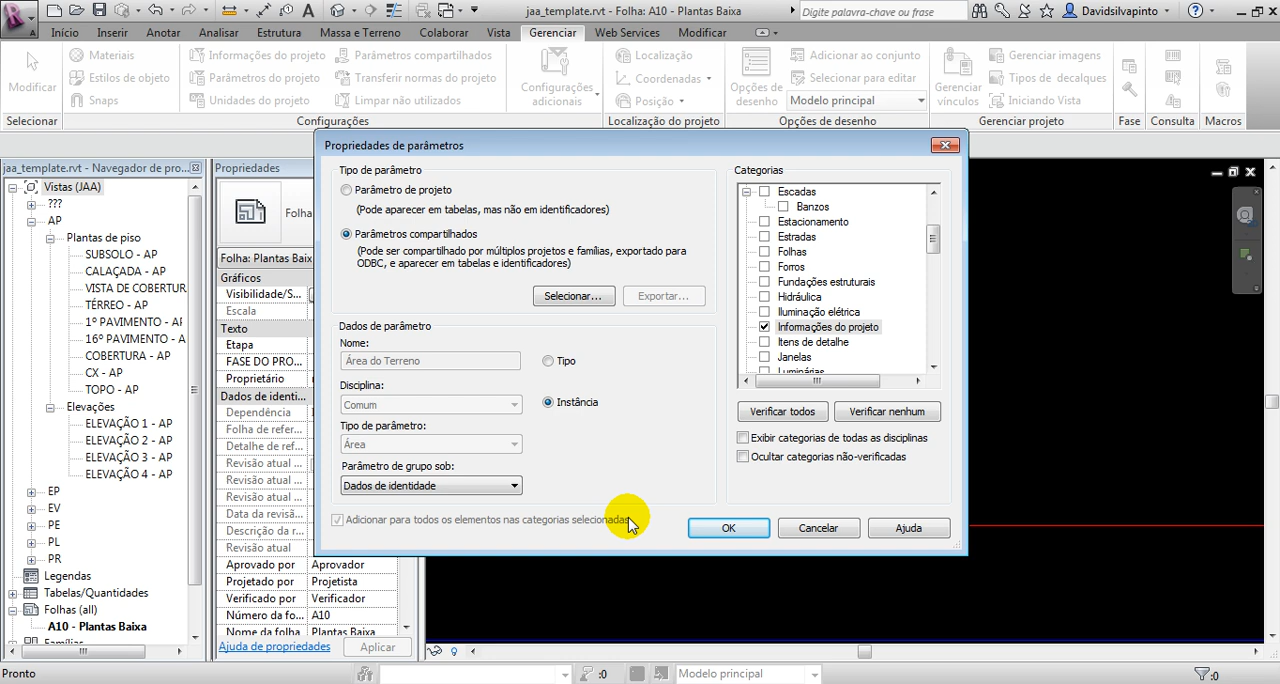 jaa_template.rvt - Folha: A10 - Plantas Baixa
Digite palavra-chave ou frase
Davidsilvapinto
Início Inserir Anotar Analisar Estrutura Massa e Terreno Colaborar Vista Gerenciar Web Services Modificar
Modificar
Materiais
Estilos de objeto
Snaps
Informações do projeto
Parâmetros do projeto
Unidades do projeto
Parâmetros compartilhados
Transferir normas do projeto
Limpar não utilizados
Configurações
adicionais
Localização
Coordenadas
Posição
Opções de
desenho
Adicionar ao conjunto
Selecionar para editar
Modelo principal
Gerenciar
vínculos
Gerenciar imagens
Tipos de decalques
Iniciando Vista
Selecionar Configurações Localização do projeto Opções de desenho Gerenciar projeto Fase Consulta Macros
jaa_template.rvt - Navegador de pro...
Vistas (JAA)
???
AP
Plantas de piso
SUBSOLO - AP
CALAÇADA - AP
VISTA DE COBERTUR
TÉRREO - AP
1º PAVIMENTO - AP
16º PAVIMENTO - AP
COBERTURA - AP
CX - AP
TOPO - AP
Elevações
ELEVAÇÃO 1 - AP
ELEVAÇÃO 2 - AP
ELEVAÇÃO 3 - AP
ELEVAÇÃO 4 - AP
EP
EV
PE
PL
PR
Legendas
Tabelas/Quantidades
Folhas (all)
A10 - Plantas Baixa
Famílias
Propriedades
Folha
Folha: Plantas Baix
Gráficos
Visibilidade/S...
Escala
Texto
Etapa
FASE DO PRO...
Proprietário
Dados de identi...
Dependência
Folha de refer...
Detalhe de ref...
Revisão atual ...
Revisão atual ...
Revisão atual ...
Data da revisã...
Descrição da r...
Revisão atual
Aprovado por Aprovador
Projetado por Projetista
Verificado por Verificador
Número da fo... A10
Nome da folha Plantas Baixa
Ajuda de propriedades Aplicar
Propriedades de parâmetros
Tipo de parâmetro
Parâmetro de projeto
(Pode aparecer em tabelas, mas não em identificadores)
Parâmetros compartilhados
(Pode ser compartilhado por múltiplos projetos e famílias, exportado para
ODBC, e aparecer em tabelas e identificadores)
Selecionar... Exportar...
Dados de parâmetro
Nome:
Área do Terreno
Tipo
Disciplina:
Comum
Instância
Tipo de parâmetro:
Área
Parâmetro de grupo sob:
Dados de identidade
Adicionar para todos os elementos nas categorias selecionadas
Categorias
Escadas
Banzos
Estacionamento
Estradas
Folhas
Forros
Fundações estruturais
Hidráulica
Iluminação elétrica
Informações do projeto
Itens de detalhe
Janelas
Luminárias
Verificar todos Verificar nenhum
Exibir categorias de todas as disciplinas
Ocultar categorias não-verificadas
OK Cancelar Ajuda
Pronto
:0
Modelo principal
:0